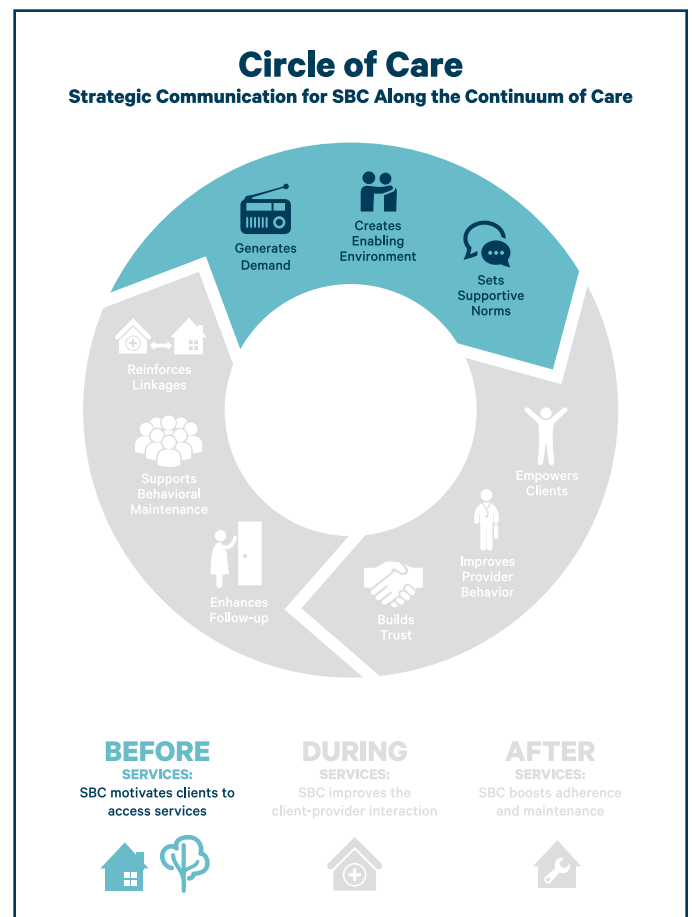 Circle of Care
Strategic Communication for SBC Along the Continuum of Care
Generates
Demand
Creates
Enabling
Environment
Sets
Supportive
Norms
Empowers
Clients
Improves
Provider
Behavior
Builds
Trust
Enhances
Follow-up
Supports
Behavioral
Maintenance
Reinforces
Linkages
BEFORE
SERVICES:
SBC motivates clients to
access services
DURING
SERVICES:
SBC improves the
client-provider interaction
AFTER
SERVICES:
SBC boosts adherence
and maintenance